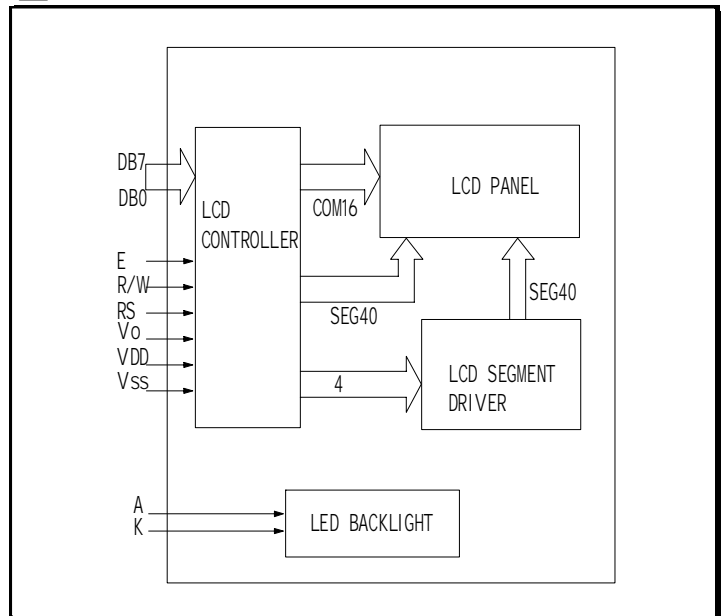 DB7
DB0
LCD
CONTROLLER
COM16
LCD PANEL
E
R/W
RS
Vo
VDD
Vss
SEG40
SEG40
4
LCD SEGMENT
DRIVER
A
K
LED BACKLIGHT